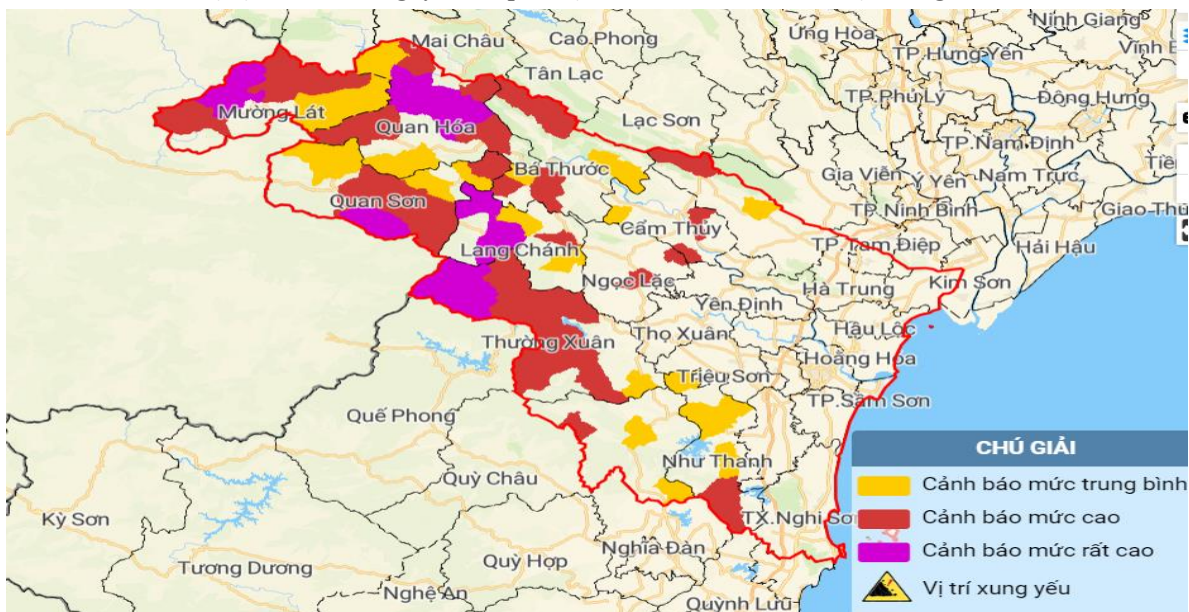 Ninh Giang
Mai Châu
Cao Phong
Ứng Hòa
TP.Hưng Yên
Tân Lạc
TP.Phủ Lý
Đông Hưng
Mường Lát
Quan Hóa
Lạc Sơn
TP.Nam Định
Bá Thước
Gia Viễn
Ý Yên
Nam Trực
Quan Sơn
TP.Ninh Bình
Cẩm Thủy
TP.Tam Điệp
Hải Hậu
Lang Chánh
Ngọc Lặc
Hà Trung
Kim Sơn
Yên Định
Thọ Xuân
Hậu Lộc
Thường Xuân
Hoằng Hóa
Triệu Sơn
TP.Sầm Sơn
Quế Phong
CHÚ GIẢI
Như Thanh
Quỳ Châu
Cảnh báo mức trung bình
Kỳ Sơn
Cảnh báo mức cao
Nghĩa Đàn
Quỳ Hợp
Cảnh báo mức rất cao
Tương Dương
Nghệ An
Vị trí xung yếu
Quỳnh Lưu